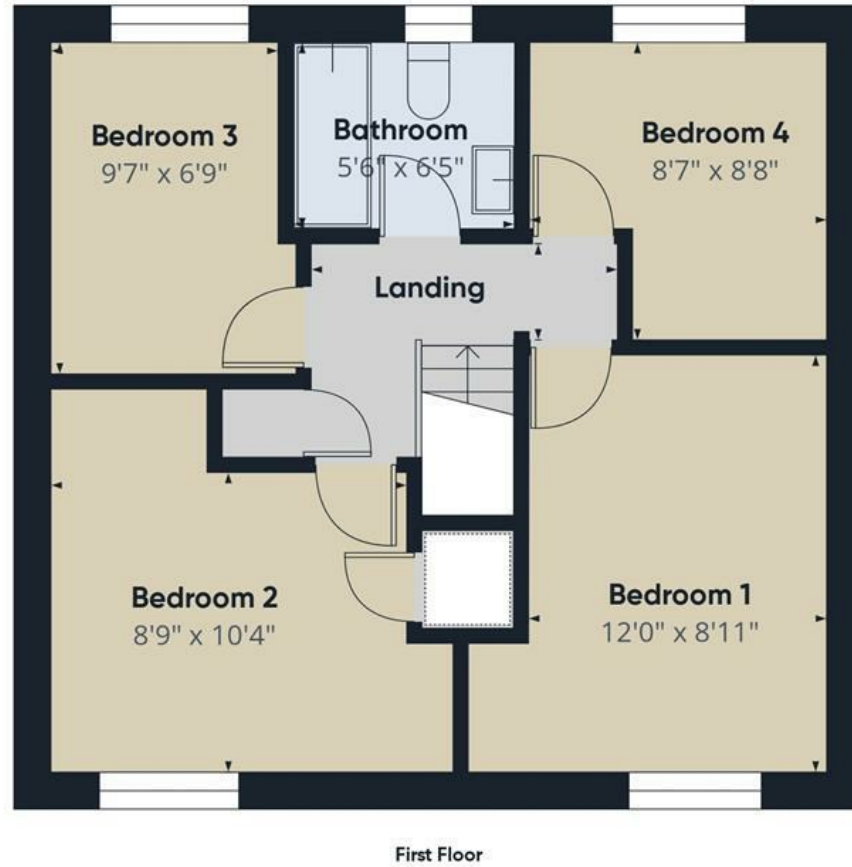 Bedroom 3
9'7" x 6'9"
Bathroom
5'6" x 6'5"
Bedroom 4
8'7" x 8'8"
Landing
Bedroom 2
8'9" x 10'4"
Bedroom 1
12'0" x 8'11"
First Floor